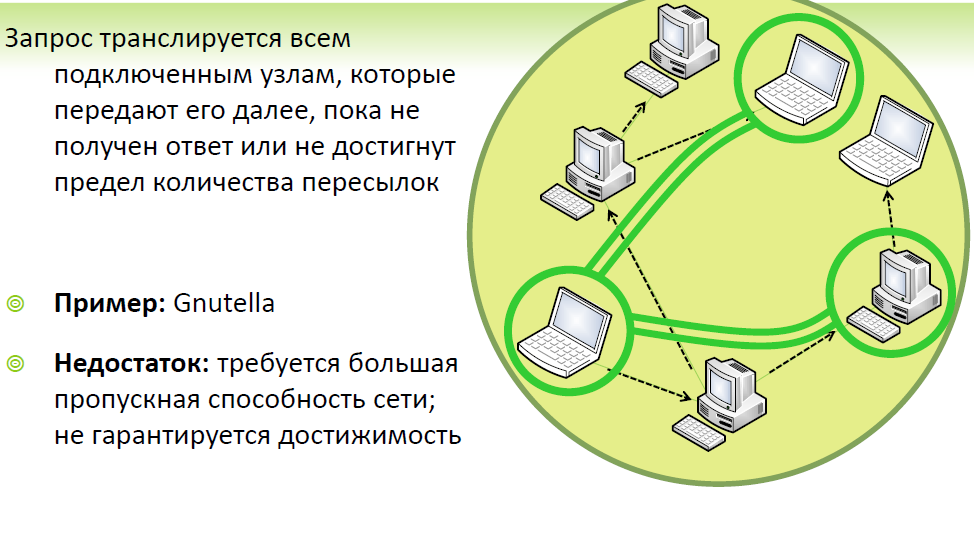 Запрос транслируется всем
подключенным узлам, которые
передают его далее, пока не
получен ответ или не достигнут
предел количества пересылок
Пример: Gnutella
Недостаток: требуется большая
пропускная способность сети;
не гарантируется достижимость